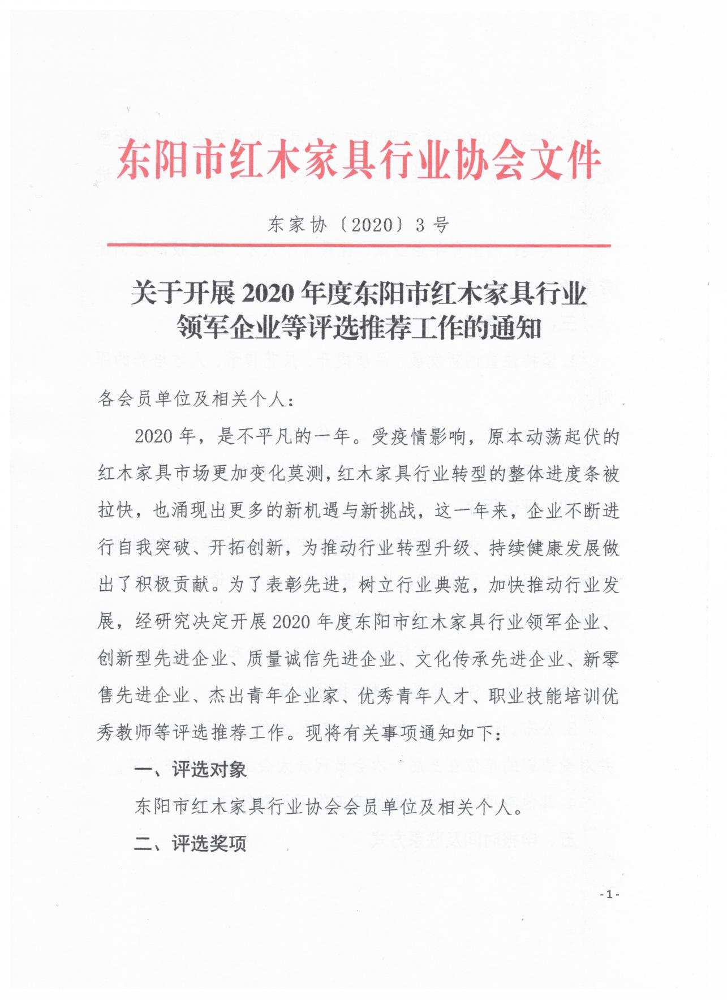 东阳市红木家具行业协会文件
东家协〔2020〕3号
关于开展 2020 年度东阳市红木家具行业
领军企业等评选推荐工作的通知
各会员单位及相关个人：
2020 年，是不平凡的一年。受疫情影响，原本动荡起伏的
红木家具市场更加变化莫测，红木家具行业转型的整体进度条被
拉快，也涌现出更多的新机遇与新挑战，这一年来，企业不断进
行自我突破、开拓创新，为推动行业转型升级、持续健康发展做
出了积极贡献。为了表彰先进，树立行业典范，加快推动行业发
展，经研究决定开展 2020 年度东阳市红木家具行业领军企业、
创新型先进企业、质量诚信先进企业、文化传承先进企业、新零
售先进企业、杰出青年企业家、优秀青年人才、职业技能培训优
秀教师等评选推荐工作。现将有关事项通知如下：
一、评选对象
东阳市红木家具行业协会会员单位及相关个人。
二、评选奖项
- 1 -